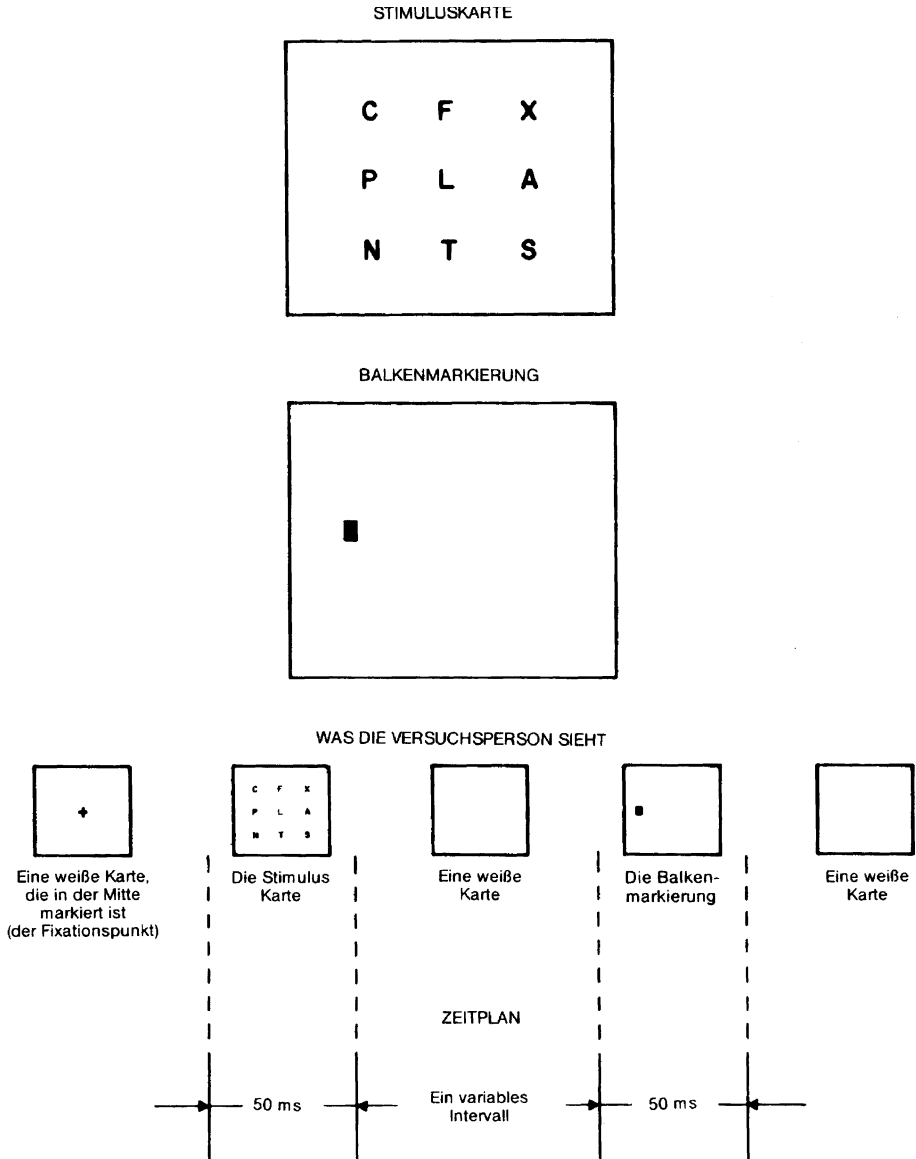 STIMULUSKARTE
C F X
P L A
N T S
BALKENMARKIERUNG
WAS DIE VERSUCHSPERSON SIEHT
+
C F X
P L A
N T S
Eine weiße Karte,
die in der Mitte
markiert ist
(der Fixationspunkt)
Die Stimulus
Karte
Eine weiße
Karte
Die Balken-
markierung
Eine weiße
Karte
ZEITPLAN
50 ms
Ein variables
Intervall
50 ms